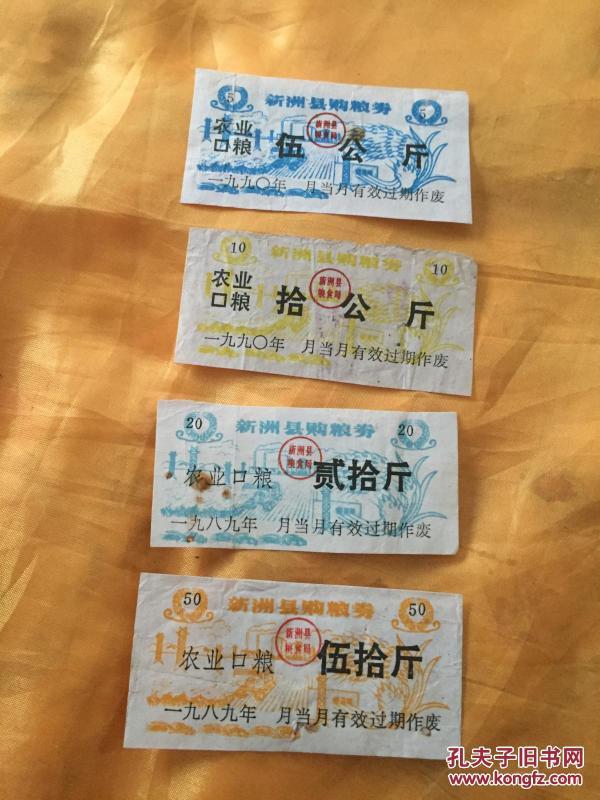 5 新洲县购粮券 5
农业
口粮 伍公斤
新洲县
粮食局
一九九〇年 月当月有效过期作废
10 新洲县购粮券 10
农业
口粮 拾公斤
新洲县
粮食局
一九九〇年 月当月有效过期作废
20 新洲县购粮券 20
新洲县
粮食局
农业口粮 贰拾斤
一九八九年 月当月有效过期作废
50 新洲县购粮券 50
新洲县
粮食局
农业口粮 伍拾斤
一九八九年 月当月有效过期作废
孔夫子旧书网
www.kongfz.com